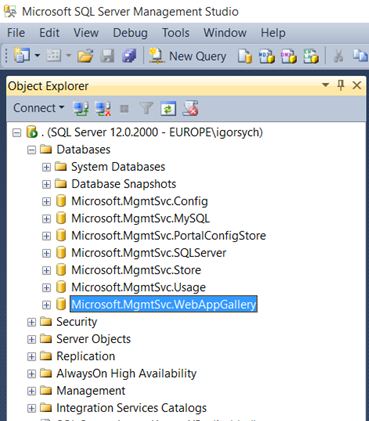 Microsoft SQL Server Management Studio
File Edit View Debug Tools Window Help
New Query
Object Explorer
Connect
. (SQL Server 12.0.2000 - EUROPE\igorsych)
Databases
System Databases
Database Snapshots
Microsoft.MgmtSvc.Config
Microsoft.MgmtSvc.MySQL
Microsoft.MgmtSvc.PortalConfigStore
Microsoft.MgmtSvc.SQLServer
Microsoft.MgmtSvc.Store
Microsoft.MgmtSvc.Usage
Microsoft.MgmtSvc.WebAppGallery
Security
Server Objects
Replication
AlwaysOn High Availability
Management
Integration Services Catalogs